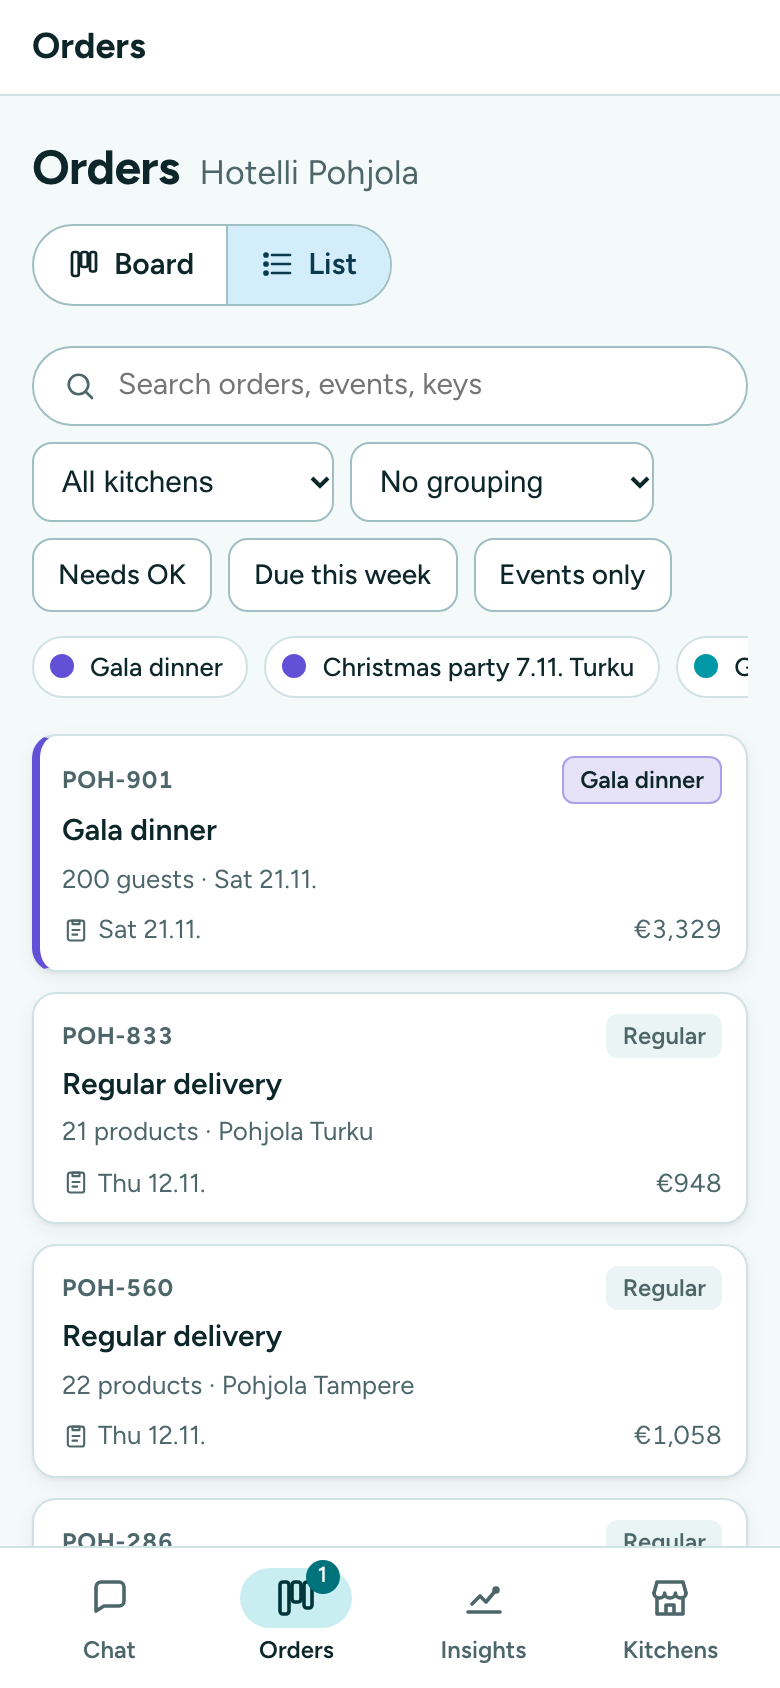 Orders
Orders Hotelli Pohjola
Board List
Search orders, events, keys
All kitchens No grouping
Needs OK Due this week Events only
Gala dinner Christmas party 7.11. Turku
POH-901 Gala dinner
Gala dinner
200 guests · Sat 21.11.
Sat 21.11. €3,329
POH-833 Regular
Regular delivery
21 products · Pohjola Turku
Thu 12.11. €948
POH-560 Regular
Regular delivery
22 products · Pohjola Tampere
Thu 12.11. €1,058
POH-286 Regular
1
Chat Orders Insights Kitchens